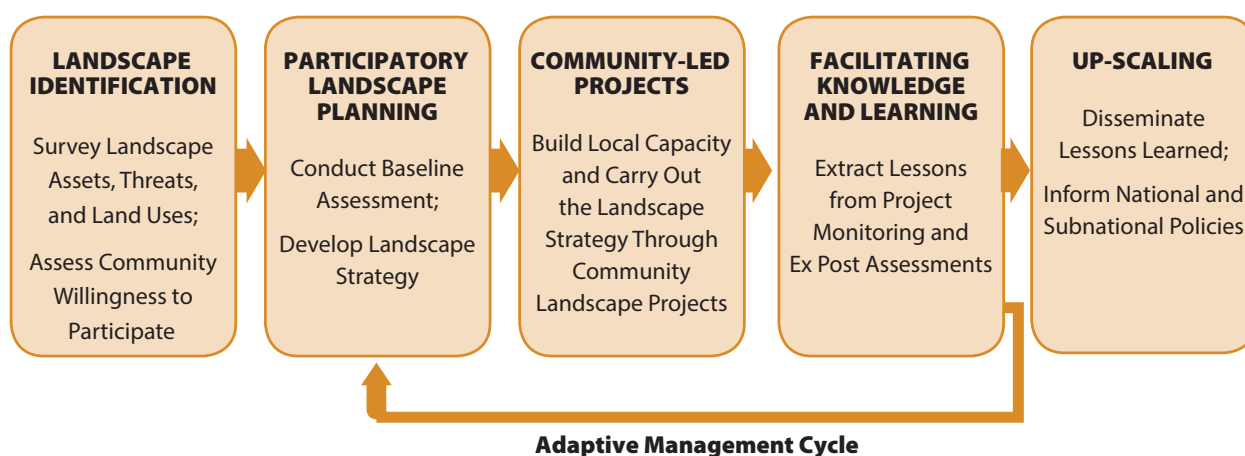 LANDSCAPE
IDENTIFICATION
Survey Landscape
Assets, Threats,
and Land Uses;
Assess Community
Willingness to
Participate
PARTICIPATORY
LANDSCAPE
PLANNING
Conduct Baseline
Assessment;
Develop Landscape
Strategy
COMMUNITY-LED
PROJECTS
Build Local Capacity
and Carry Out
the Landscape
Strategy Through
Community
Landscape Projects
FACILITATING
KNOWLEDGE
AND LEARNING
Extract Lessons
from Project
Monitoring and
Ex Post Assessments
UP-SCALING
Disseminate
Lessons Learned;
Inform National and
Subnational Policies
Adaptive Management Cycle